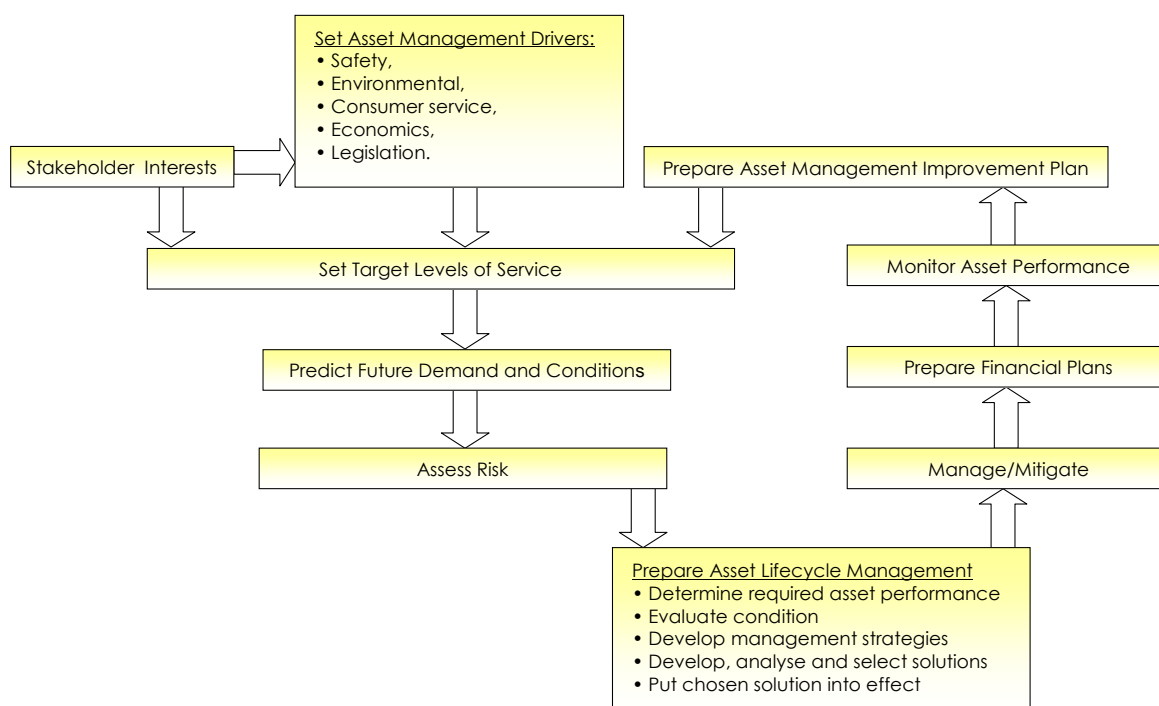 Set Asset Management Drivers:
• Safety,
• Environmental,
• Consumer service,
• Economics,
• Legislation.
Stakeholder Interests
Prepare Asset Management Improvement Plan
Set Target Levels of Service
Monitor Asset Performance
Predict Future Demand and Conditions
Prepare Financial Plans
Assess Risk
Manage/Mitigate
Prepare Asset Lifecycle Management
• Determine required asset performance
• Evaluate condition
• Develop management strategies
• Develop, analyse and select solutions
• Put chosen solution into effect